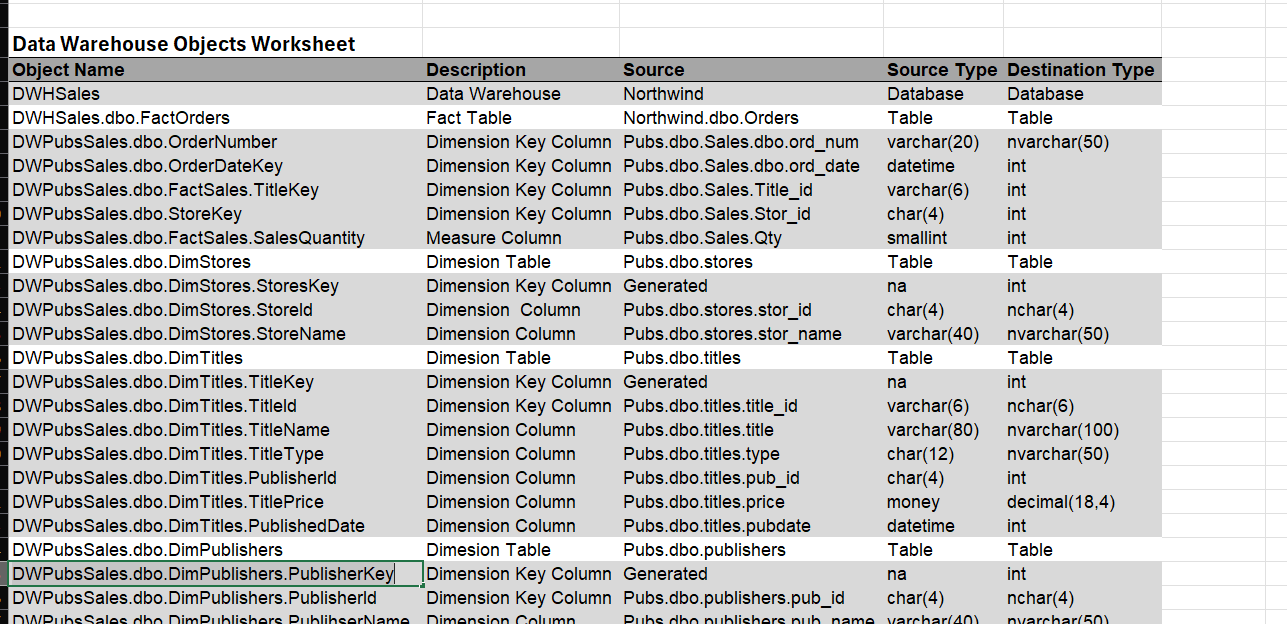 Data Warehouse Objects Worksheet
Object Name Description Source Source Type Destination Type
DWHSales Data Warehouse Northwind Database Database
DWHSales.dbo.FactOrders Fact Table Northwind.dbo.Orders Table Table
DWPubsSales.dbo.OrderNumber Dimension Key Column Pubs.dbo.Sales.dbo.ord_num varchar(20) nvarchar(50)
DWPubsSales.dbo.OrderDateKey Dimension Key Column Pubs.dbo.Sales.dbo.ord_date datetime int
DWPubsSales.dbo.FactSales.TitleKey Dimension Key Column Pubs.dbo.Sales.Title_id varchar(6) int
DWPubsSales.dbo.StoreKey Dimension Key Column Pubs.dbo.Sales.Stor_id char(4) int
DWPubsSales.dbo.FactSales.SalesQuantity Measure Column Pubs.dbo.Sales.Qty smallint int
DWPubsSales.dbo.DimStores Dimesion Table Pubs.dbo.stores Table Table
DWPubsSales.dbo.DimStores.StoresKey Dimension Key Column Generated na int
DWPubsSales.dbo.DimStores.StoreId Dimension  Column Pubs.dbo.stores.stor_id char(4) nchar(4)
DWPubsSales.dbo.DimStores.StoreName Dimension Column Pubs.dbo.stores.stor_name varchar(40) nvarchar(50)
DWPubsSales.dbo.DimTitles Dimesion Table Pubs.dbo.titles Table Table
DWPubsSales.dbo.DimTitles.TitleKey Dimension Key Column Generated na int
DWPubsSales.dbo.DimTitles.TitleId Dimension Key Column Pubs.dbo.titles.title_id varchar(6) nchar(6)
DWPubsSales.dbo.DimTitles.TitleName Dimension Column Pubs.dbo.titles.title varchar(80) nvarchar(100)
DWPubsSales.dbo.DimTitles.TitleType Dimension Column Pubs.dbo.titles.type char(12) nvarchar(50)
DWPubsSales.dbo.DimTitles.PublisherId Dimension Column Pubs.dbo.titles.pub_id char(4) int
DWPubsSales.dbo.DimTitles.TitlePrice Dimension Column Pubs.dbo.titles.price money decimal(18,4)
DWPubsSales.dbo.DimTitles.PublishedDate Dimension Column Pubs.dbo.titles.pubdate datetime int
DWPubsSales.dbo.DimPublishers Dimesion Table Pubs.dbo.publishers Table Table
DWPubsSales.dbo.DimPublishers.PublisherKey Dimension Key Column Generated na int
DWPubsSales.dbo.DimPublishers.PublisherId Dimension Key Column Pubs.dbo.publishers.pub_id char(4) nchar(4)
DWPubsSales.dbo.DimPublishers.PublihserName Dimension Column Pubs.dbo.publishers.pub_name varchar(40) nvarchar(50)